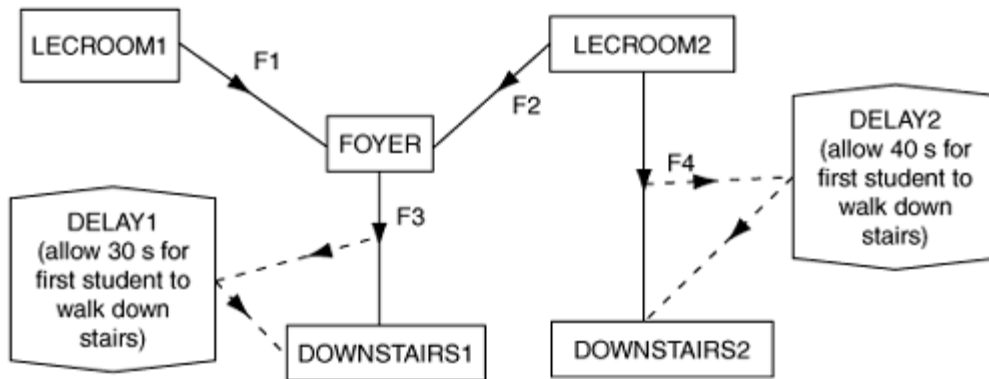 LECROOM1
LECROOM2
F1
F2
FOYER
DELAY2
(allow 40 s for
first student to
walk down
stairs)
F4
F3
DELAY1
(allow 30 s for
first student to
walk down
stairs)
DOWNSTAIRS1
DOWNSTAIRS2